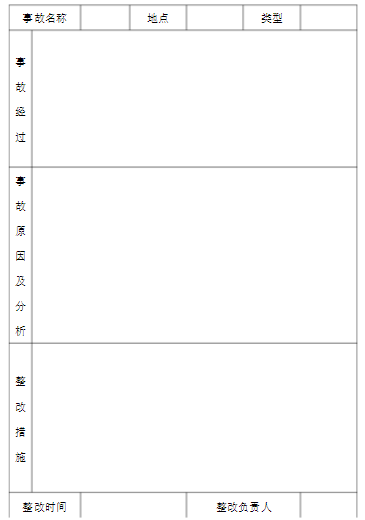 事故名称 地点 类型
事故经过
事故原因及分析
整改措施
整改时间 整改负责人